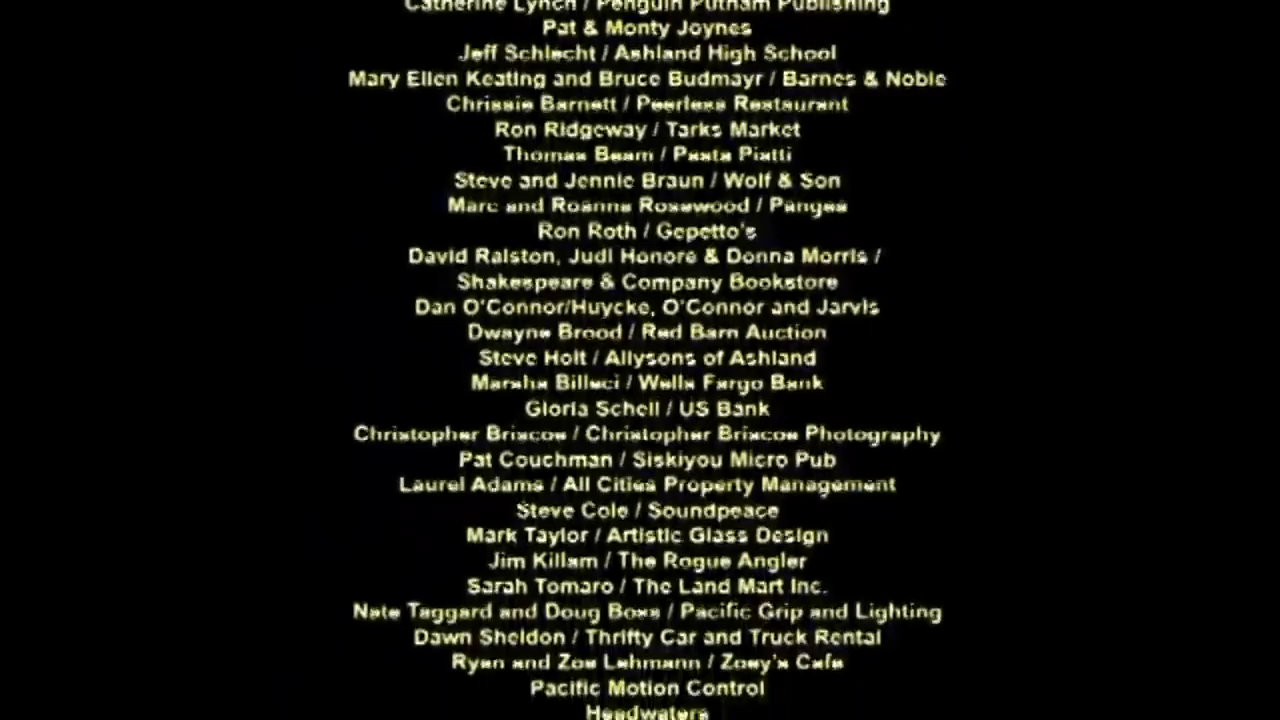 Catherine Lynch / Penguin Putnam Publishing
Pat & Monty Joynes
Jeff Schlecht / Ashland High School
Mary Ellen Keating and Bruce Budmayr / Barnes & Noble
Chrissie Barnett / Peerless Restaurant
Ron Ridgeway / Tarks Market
Thomas Beam / Pasta Piatti
Steve and Jennie Braun / Wolf & Son
Marc and Roanne Rosewood / Pangea
Ron Roth / Gepetto's
David Ralston, Judi Honore & Donna Morris /
Shakespeare & Company Bookstore
Dan O'Connor/Huycke, O'Connor and Jarvis
Dwayne Brood / Red Barn Auction
Steve Holt / Allysons of Ashland
Marsha Billeci / Wells Fargo Bank
Gloria Schell / US Bank
Christopher Briscoe / Christopher Briscoe Photography
Pat Couchman / Siskiyou Micro Pub
Laurel Adams / All Cities Property Management
Steve Cole / Soundpeace
Mark Taylor / Artistic Glass Design
Jim Killam / The Rogue Angler
Sarah Tomaro / The Land Mart Inc.
Nate Taggard and Doug Boss / Pacific Grip and Lighting
Dawn Sheldon / Thrifty Car and Truck Rental
Ryan and Zoe Lehmann / Zoey's Cafe
Pacific Motion Control
Headwaters